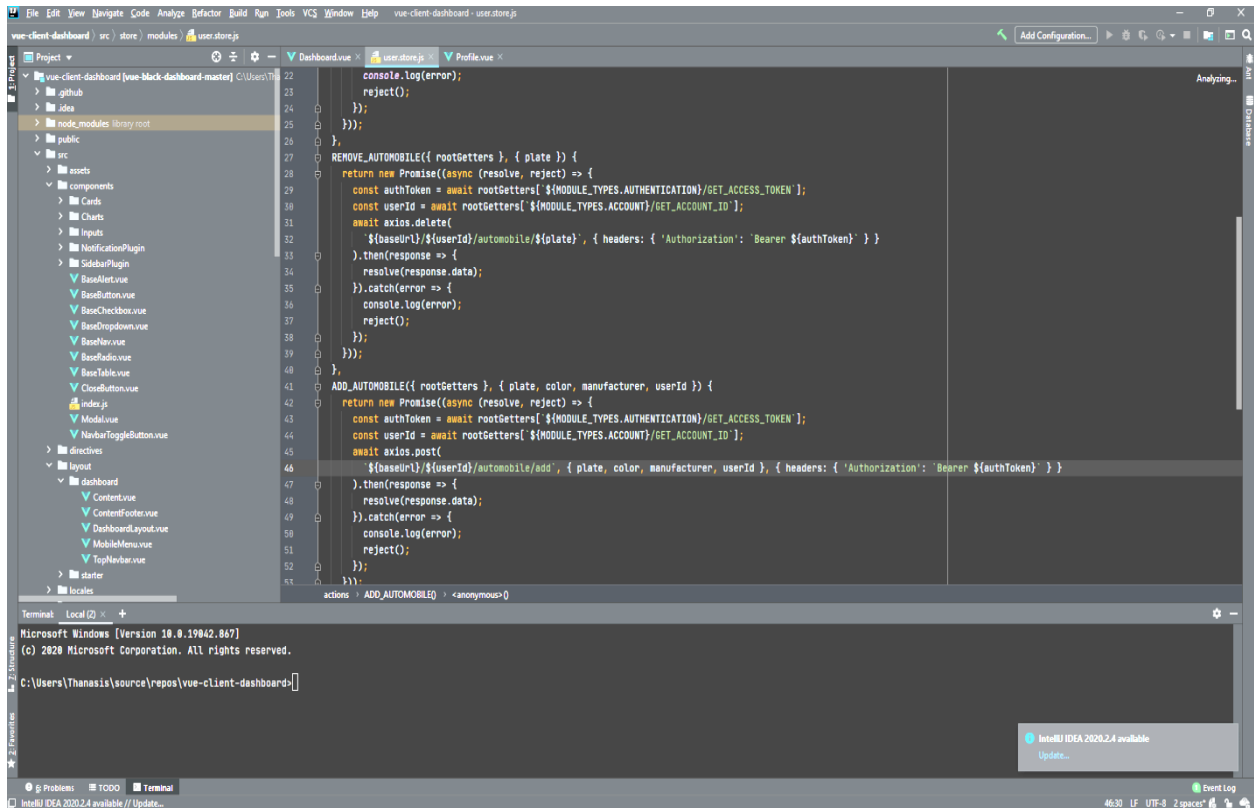 File Edit View Navigate Code Analyze Refactor Build Run Tools VCS Window Help vue-client-dashboard - user.store.js
vue-client-dashboard src store modules user.store.js
Add Configuration...
Project
Dashboard.vue user.store.js Profile.vue
1: Project
vue-client-dashboard [vue-black-dashboard-master] C:\Users\Tha
.github
.idea
node_modules library root
public
src
assets
components
Cards
Charts
Inputs
NotificationPlugin
SidebarPlugin
BaseAlert.vue
BaseButton.vue
BaseCheckbox.vue
BaseDropdown.vue
BaseNav.vue
BaseRadio.vue
BaseTable.vue
CloseButton.vue
index.js
Modal.vue
NavbarToggleButton.vue
directives
layout
dashboard
Content.vue
ContentFooter.vue
DashboardLayout.vue
MobileMenu.vue
TopNavbar.vue
starter
locales
22 console.log(error);
23 reject();
24 });
25 }));
26 },
27 REMOVE_AUTOMOBILE({ rootGetters }, { plate }) {
28 return new Promise((async (resolve, reject) => {
29 const authToken = await rootGetters[`${MODULE_TYPES.AUTHENTICATION}/GET_ACCESS_TOKEN`];
30 const userId = await rootGetters[`${MODULE_TYPES.ACCOUNT}/GET_ACCOUNT_ID`];
31 await axios.delete(
32 `${baseUrl}/${userId}/automobile/${plate}`, { headers: { 'Authorization': `Bearer ${authToken}` } }
33 ).then(response => {
34 resolve(response.data);
35 }).catch(error => {
36 console.log(error);
37 reject();
38 });
39 }));
40 },
41 ADD_AUTOMOBILE({ rootGetters }, { plate, color, manufacturer, userId }) {
42 return new Promise((async (resolve, reject) => {
43 const authToken = await rootGetters[`${MODULE_TYPES.AUTHENTICATION}/GET_ACCESS_TOKEN`];
44 const userId = await rootGetters[`${MODULE_TYPES.ACCOUNT}/GET_ACCOUNT_ID`];
45 await axios.post(
46 `${baseUrl}/${userId}/automobile/add`, { plate, color, manufacturer, userId }, { headers: { 'Authorization': `Bearer ${authToken}` } }
47 ).then(response => {
48 resolve(response.data);
49 }).catch(error => {
50 console.log(error);
51 reject();
52 });
53 }));
Analyzing...
Ant
Database
actions ADD_AUTOMOBILE() <anonymous>()
Terminal: Local (2) +
Microsoft Windows [Version 10.0.19042.867]
(c) 2020 Microsoft Corporation. All rights reserved.
C:\Users\Thanasis\source\repos\vue-client-dashboard>
7: Structure
2: Favorites
IntelliJ IDEA 2020.2.4 available
Update...
6: Problems TODO Terminal
Event Log
IntelliJ IDEA 2020.2.4 available // Update...
46:30 LF UTF-8 2 spaces*